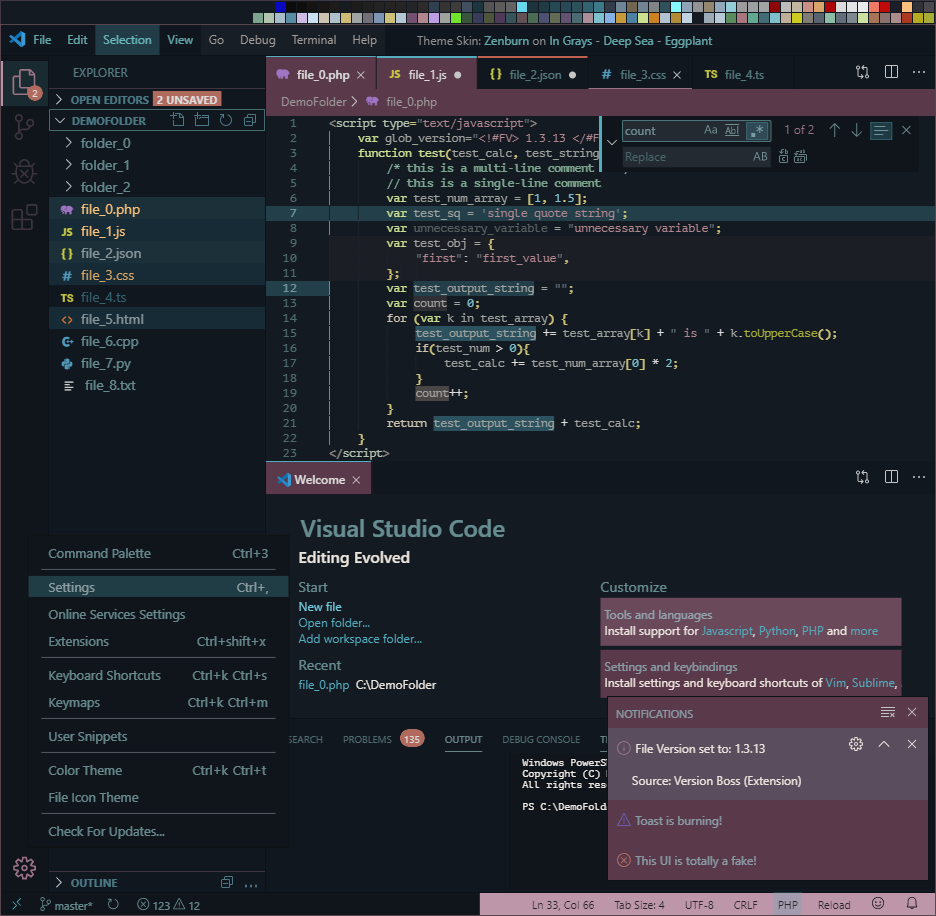 File Edit Selection View Go Debug Terminal Help Theme Skin: Zenburn on In Grays - Deep Sea - Eggplant
2
EXPLORER
OPEN EDITORS 2 UNSAVED
DEMOFOLDER
folder_0
folder_1
folder_2
file_0.php
JS file_1.js
{} file_2.json
# file_3.css
TS file_4.ts
<> file_5.html
file_6.cpp
file_7.py
file_8.txt
file_0.php × JS file_1.js ● {} file_2.json ● # file_3.css × TS file_4.ts
DemoFolder > file_0.php
1 <script type="text/javascript">
2 var glob_version="<!#FV> 1.3.13 </#F
3 function test(test_calc, test_string
4 /* this is a multi-line comment
5 // this is a single-line comment
6 var test_num_array = [1, 1.5];
7 var test_sq = 'single quote string';
8 var unnecessary_variable = "unnecessary variable";
9 var test_obj = {
10 "first": "first_value",
11 };
12 var test_output_string = "";
13 var count = 0;
14 for (var k in test_array) {
15 test_output_string += test_array[k] + " is " + k.toUpperCase();
16 if(test_num > 0){
17 test_calc += test_num_array[0] * 2;
18 }
19 count++;
20 }
21 return test_output_string + test_calc;
22 }
23 </script>
count Aa Abl .* 1 of 2
Replace AB
Welcome ×
Visual Studio Code
Editing Evolved
Start
New file
Open folder...
Add workspace folder...
Recent
file_0.php C:\DemoFolder
Customize
Tools and languages
Install support for Javascript, Python, PHP and more
Settings and keybindings
Install settings and keyboard shortcuts of Vim, Sublime,
Command Palette Ctrl+3
Settings Ctrl+,
Online Services Settings
Extensions Ctrl+shift+x
Keyboard Shortcuts Ctrl+k Ctrl+s
Keymaps Ctrl+k Ctrl+m
User Snippets
Color Theme Ctrl+k Ctrl+t
File Icon Theme
Check For Updates...
SEARCH PROBLEMS 135 OUTPUT DEBUG CONSOLE
Windows PowerS
Copyright (C)
All rights res
PS C:\DemoFold
NOTIFICATIONS
File Version set to: 1.3.13
Source: Version Boss (Extension)
Toast is burning!
This UI is totally a fake!
OUTLINE
master* 123 12 Ln 33, Col 66 Tab Size: 4 UTF-8 CRLF PHP Reload